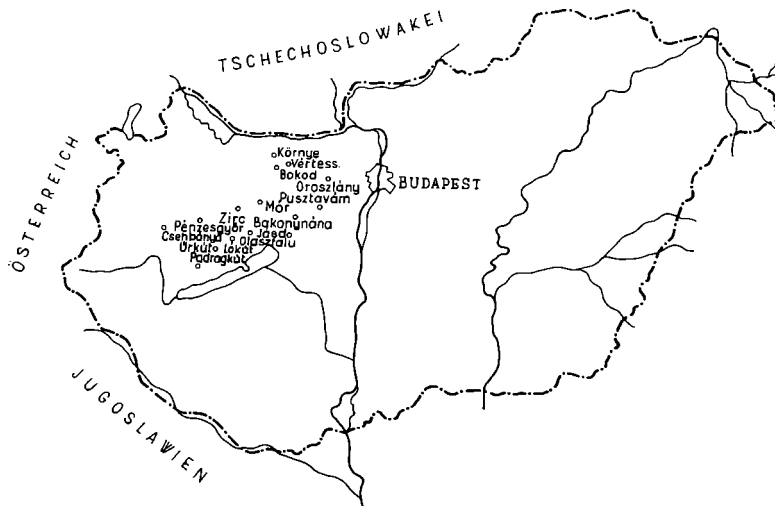 TSCHECHOSLOWAKEI
ÖSTERREICH
Környe
Vértess.
Bokod
Oroszlány
BUDAPEST
Pusztavám
Mór
Zirc
Bakonynána
Pénzesgyőr
Jásd
Csehbánya
Olaszfalu
Úrkút Lókút
Padragkút
JUGOSLAWIEN